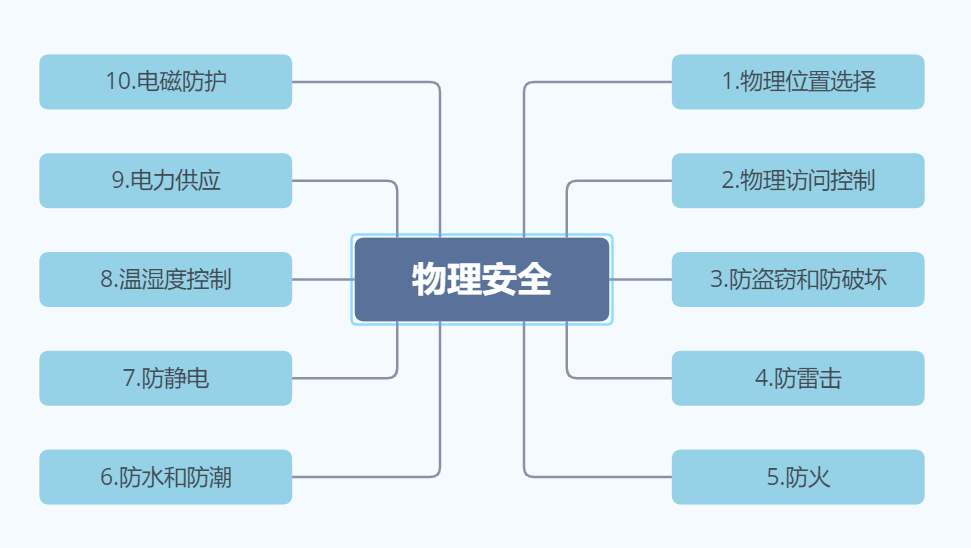 物理安全
1.物理位置选择
2.物理访问控制
3.防盗窃和防破坏
4.防雷击
5.防火
6.防水和防潮
7.防静电
8.温湿度控制
9.电力供应
10.电磁防护